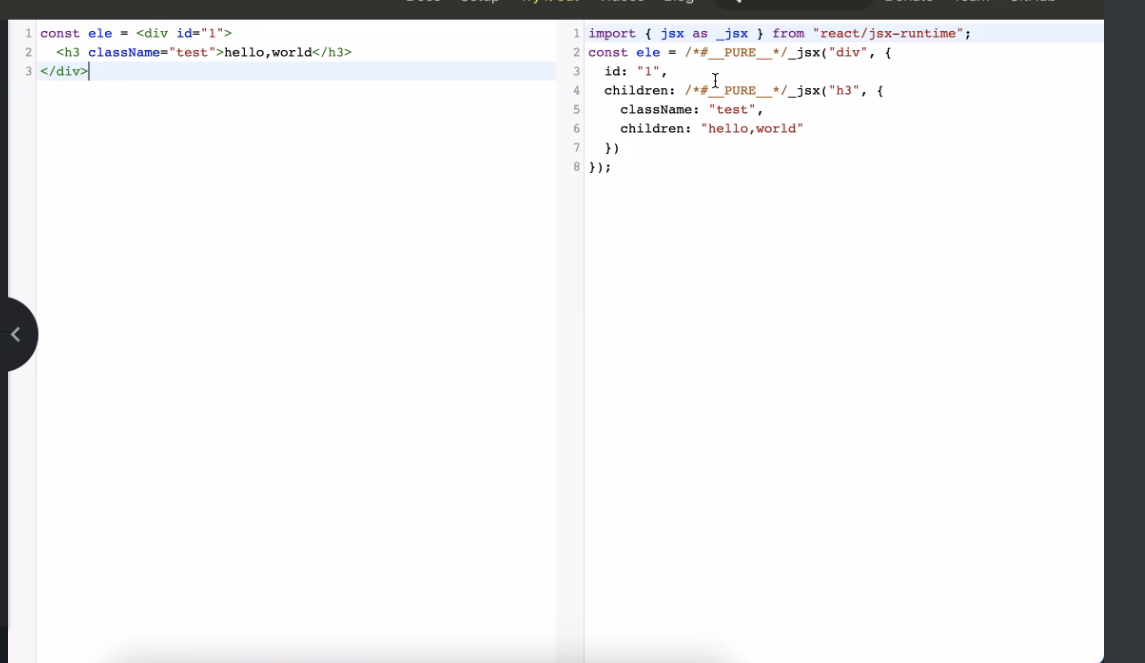 Docs Setup Try it out Videos Blog Donate Team GitHub
1 const ele = <div id="1">
2   <h3 className="test">hello,world</h3>
3 </div>
1 import { jsx as _jsx } from "react/jsx-runtime";
2 const ele = /*#__PURE__*/_jsx("div", {
3   id: "1",
4   children: /*#__PURE__*/_jsx("h3", {
5     className: "test",
6     children: "hello,world"
7   })
8 });